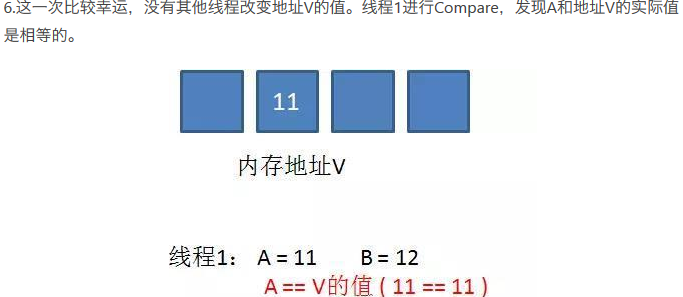 6.这一次比较幸运，没有其他线程改变地址V的值。线程1进行Compare，发现A和地址V的实际值
是相等的。
11
内存地址V
线程1： A = 11 B = 12
A == V的值 ( 11 == 11 )